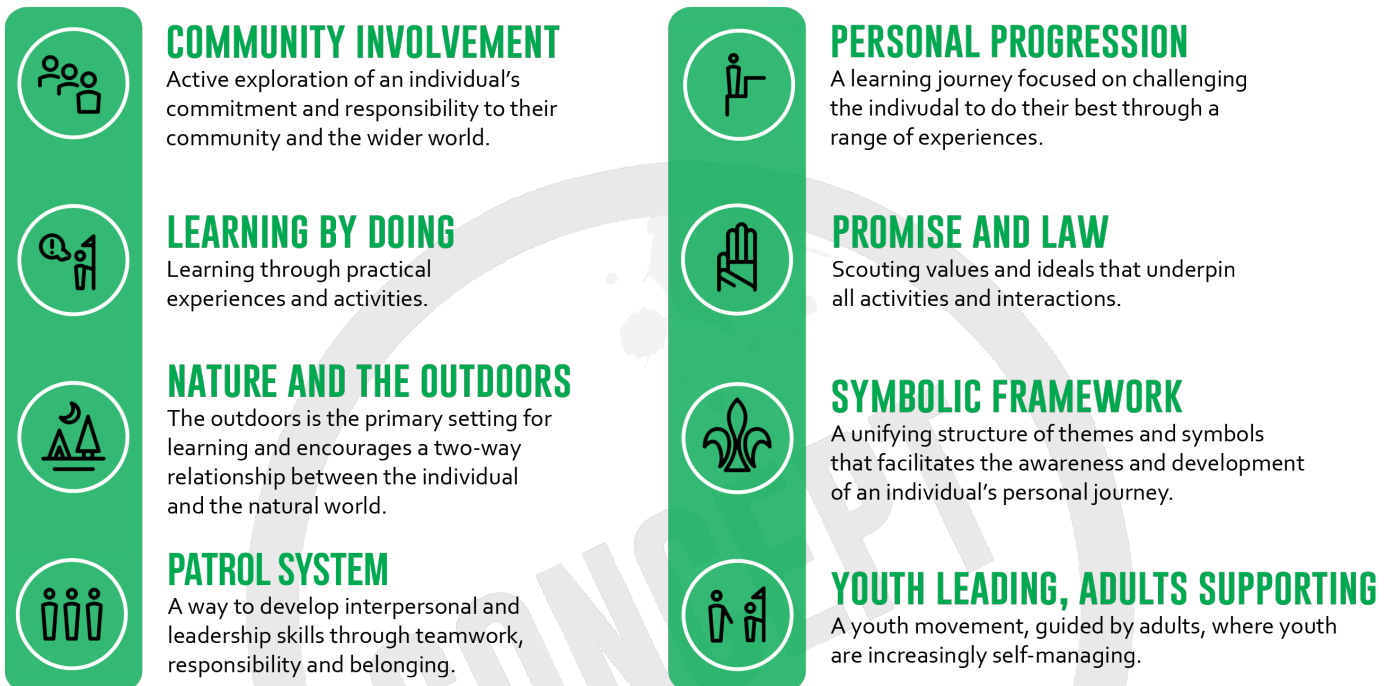 COMMUNITY INVOLVEMENT
Active exploration of an individual's
commitment and responsibility to their
community and the wider world.
LEARNING BY DOING
Learning through practical
experiences and activities.
NATURE AND THE OUTDOORS
The outdoors is the primary setting for
learning and encourages a two-way
relationship between the individual
and the natural world.
PATROL SYSTEM
A way to develop interpersonal and
leadership skills through teamwork,
responsibility and belonging.
PERSONAL PROGRESSION
A learning journey focused on challenging
the indivudal to do their best through a
range of experiences.
PROMISE AND LAW
Scouting values and ideals that underpin
all activities and interactions.
SYMBOLIC FRAMEWORK
A unifying structure of themes and symbols
that facilitates the awareness and development
of an individual's personal journey.
YOUTH LEADING, ADULTS SUPPORTING
A youth movement, guided by adults, where youth
are increasingly self-managing.
CONCEPT